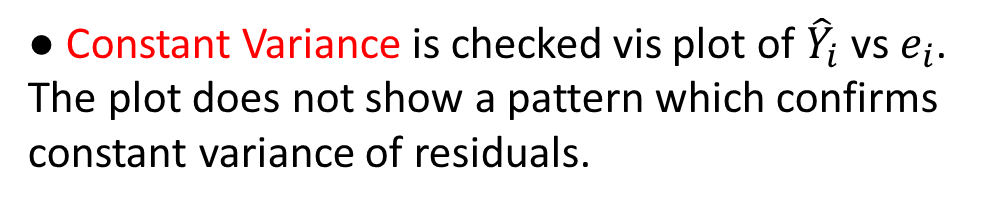 ● Constant Variance is checked vis plot of Ŷᵢ vs eᵢ.
The plot does not show a pattern which confirms
constant variance of residuals.